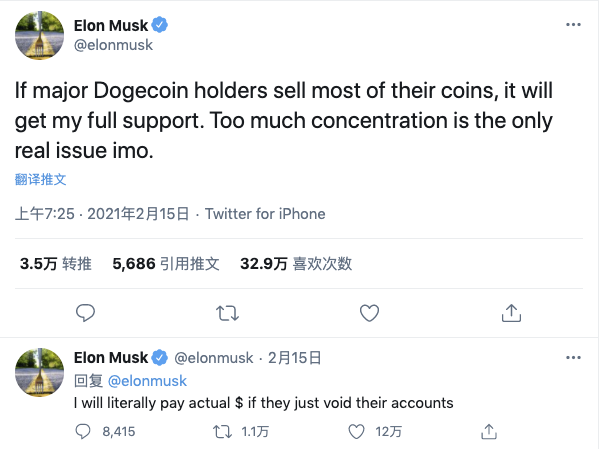 Elon Musk
@elonmusk
If major Dogecoin holders sell most of their coins, it will
get my full support. Too much concentration is the only
real issue imo.
翻译推文
上午7:25 · 2021年2月15日 · Twitter for iPhone
3.5万 转推 5,686 引用推文 32.9万 喜欢次数
Elon Musk @elonmusk · 2月15日
回复 @elonmusk
I will literally pay actual $ if they just void their accounts
8,415 1.1万 12万